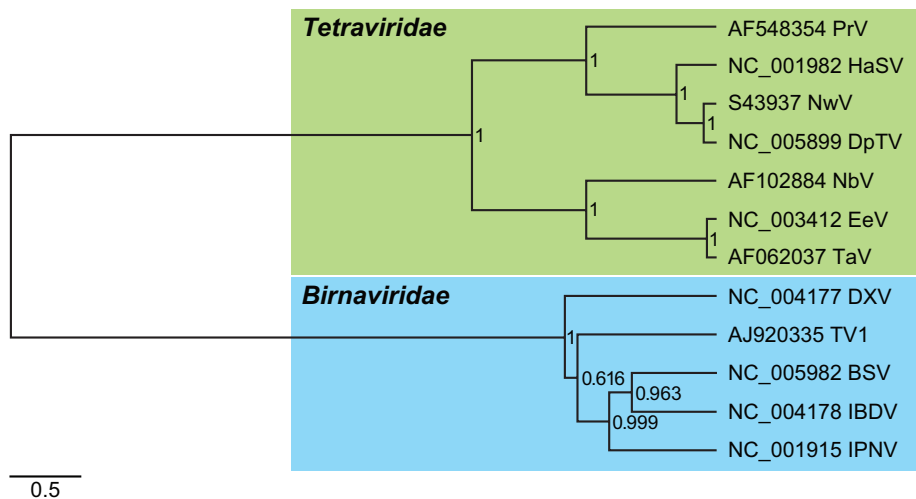 Tetraviridae
AF548354 PrV
1
NC_001982 HaSV
1
S43937 NwV
1
NC_005899 DpTV
1
AF102884 NbV
1
NC_003412 EeV
1
AF062037 TaV
Birnaviridae
NC_004177 DXV
1
AJ920335 TV1
0.616
NC_005982 BSV
0.963
NC_004178 IBDV
0.999
NC_001915 IPNV
0.5